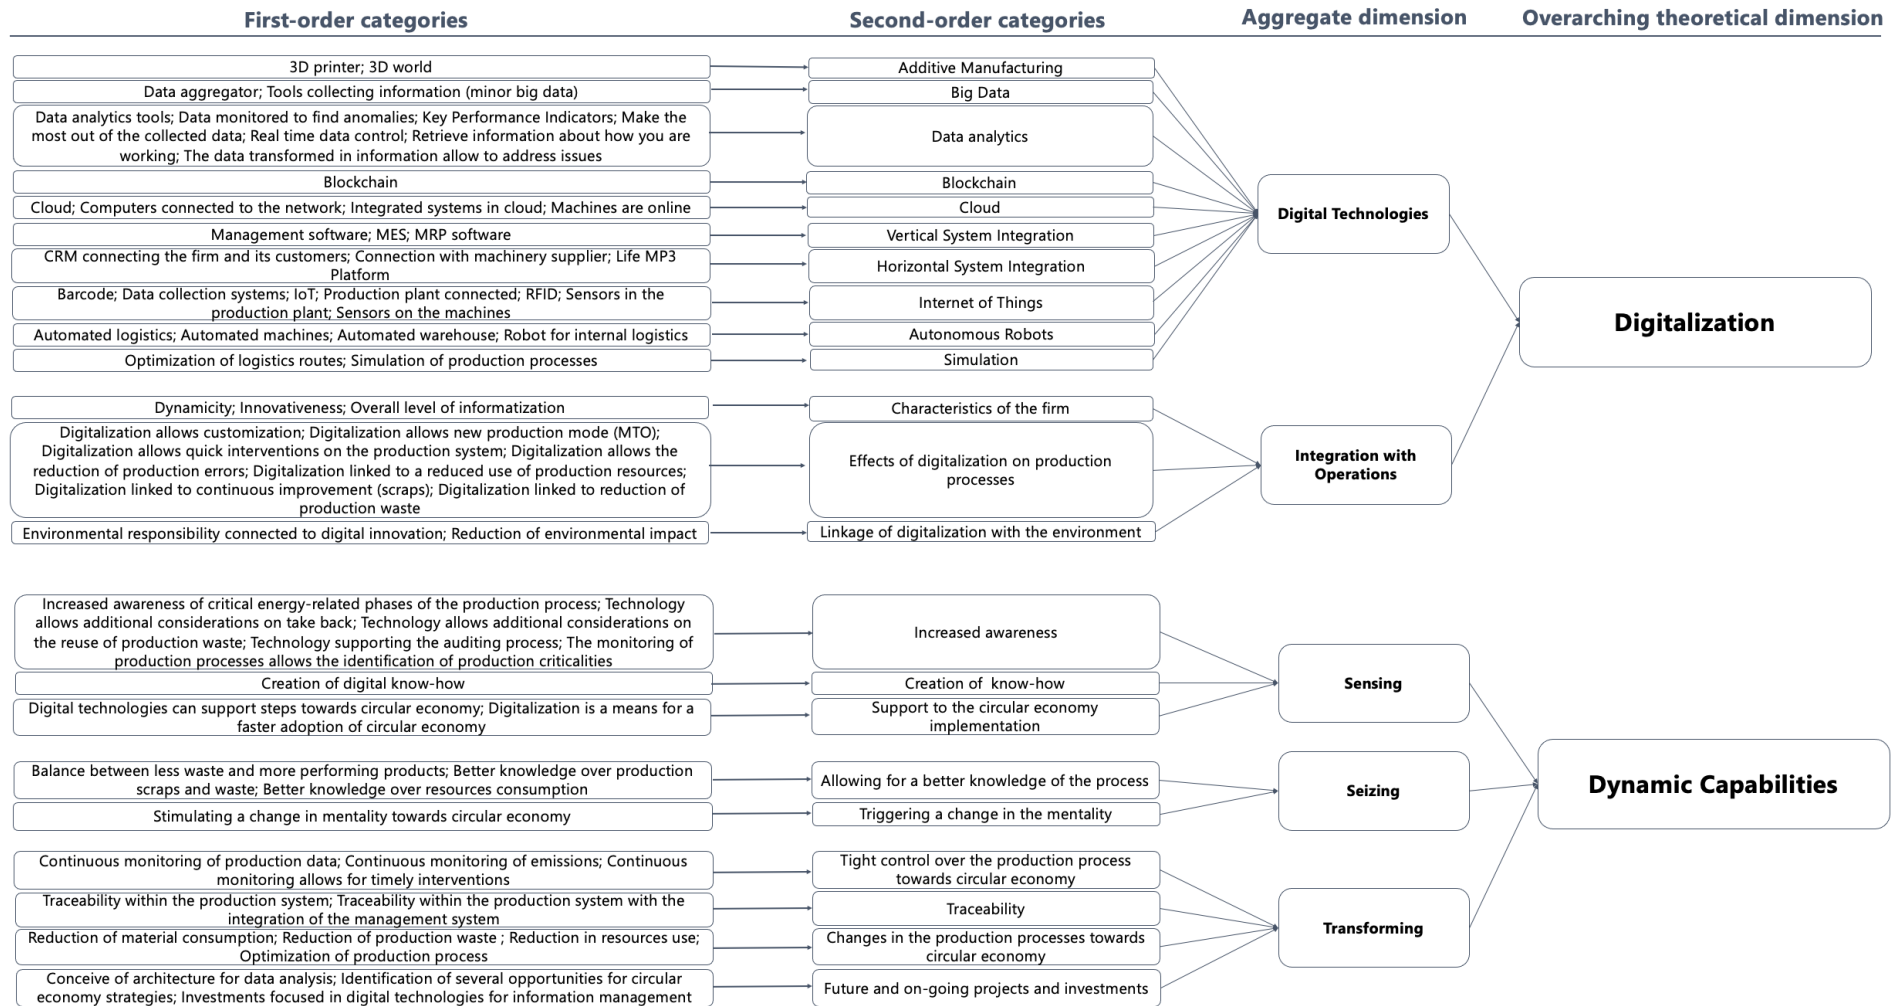 First-order categories
Second-order categories
Aggregate dimension
Overarching theoretical dimension
3D printer; 3D world
Additive Manufacturing
Data aggregator; Tools collecting information (minor big data)
Big Data
Data analytics tools; Data monitored to find anomalies; Key Performance Indicators; Make the
most out of the collected data; Real time data control; Retrieve information about how you are
working; The data transformed in information allow to address issues
Data analytics
Blockchain
Blockchain
Cloud; Computers connected to the network; Integrated systems in cloud; Machines are online
Cloud
Management software; MES; MRP software
Vertical System Integration
CRM connecting the firm and its customers; Connection with machinery supplier; Life MP3
Platform
Horizontal System Integration
Barcode; Data collection systems; IoT; Production plant connected; RFID; Sensors in the
production plant; Sensors on the machines
Internet of Things
Automated logistics; Automated machines; Automated warehouse; Robot for internal logistics
Autonomous Robots
Optimization of logistics routes; Simulation of production processes
Simulation
Digital Technologies
Dynamicity; Innovativeness; Overall level of informatization
Characteristics of the firm
Digitalization allows customization; Digitalization allows new production mode (MTO);
Digitalization allows quick interventions on the production system; Digitalization allows the
reduction of production errors; Digitalization linked to a reduced use of production resources;
Digitalization linked to continuous improvement (scraps); Digitalization linked to reduction of
production waste
Effects of digitalization on production
processes
Environmental responsibility connected to digital innovation; Reduction of environmental impact
Linkage of digitalization with the environment
Integration with
Operations
Digitalization
Increased awareness of critical energy-related phases of the production process; Technology
allows additional considerations on take back; Technology allows additional considerations on
the reuse of production waste; Technology supporting the auditing process; The monitoring of
production processes allows the identification of production criticalities
Increased awareness
Creation of digital know-how
Creation of know-how
Digital technologies can support steps towards circular economy; Digitalization is a means for a
faster adoption of circular economy
Support to the circular economy
implementation
Sensing
Balance between less waste and more performing products; Better knowledge over production
scraps and waste; Better knowledge over resources consumption
Allowing for a better knowledge of the process
Stimulating a change in mentality towards circular economy
Triggering a change in the mentality
Seizing
Continuous monitoring of production data; Continuous monitoring of emissions; Continuous
monitoring allows for timely interventions
Tight control over the production process
towards circular economy
Traceability within the production system; Traceability within the production system with the
integration of the management system
Traceability
Reduction of material consumption; Reduction of production waste ; Reduction in resources use;
Optimization of production process
Changes in the production processes towards
circular economy
Conceive of architecture for data analysis; Identification of several opportunities for circular
economy strategies; Investments focused in digital technologies for information management
Future and on-going projects and investments
Transforming
Dynamic Capabilities